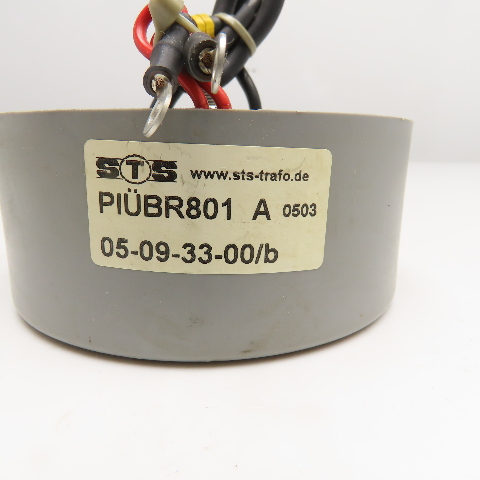 STS www.sts-trafo.de
PIÜBR801 A 0503
05-09-33-00/b